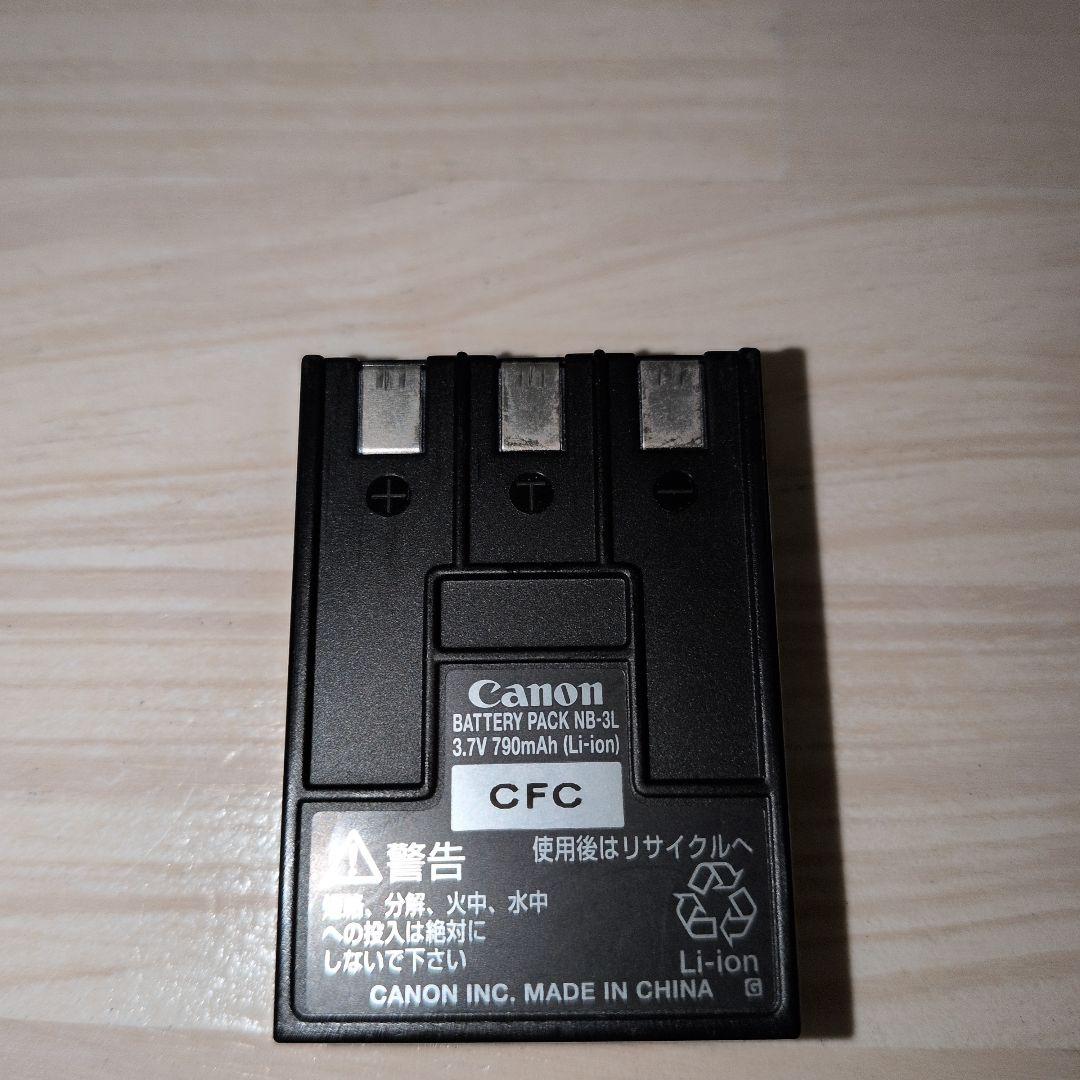 + T −
Canon
BATTERY PACK NB-3L
3.7V 790mAh (Li-ion)
CFC
使用後はリサイクルへ
警告
短絡、分解、火中、水中
への投入は絶対に
しないで下さい
Li-ion
CANON INC. MADE IN CHINA G